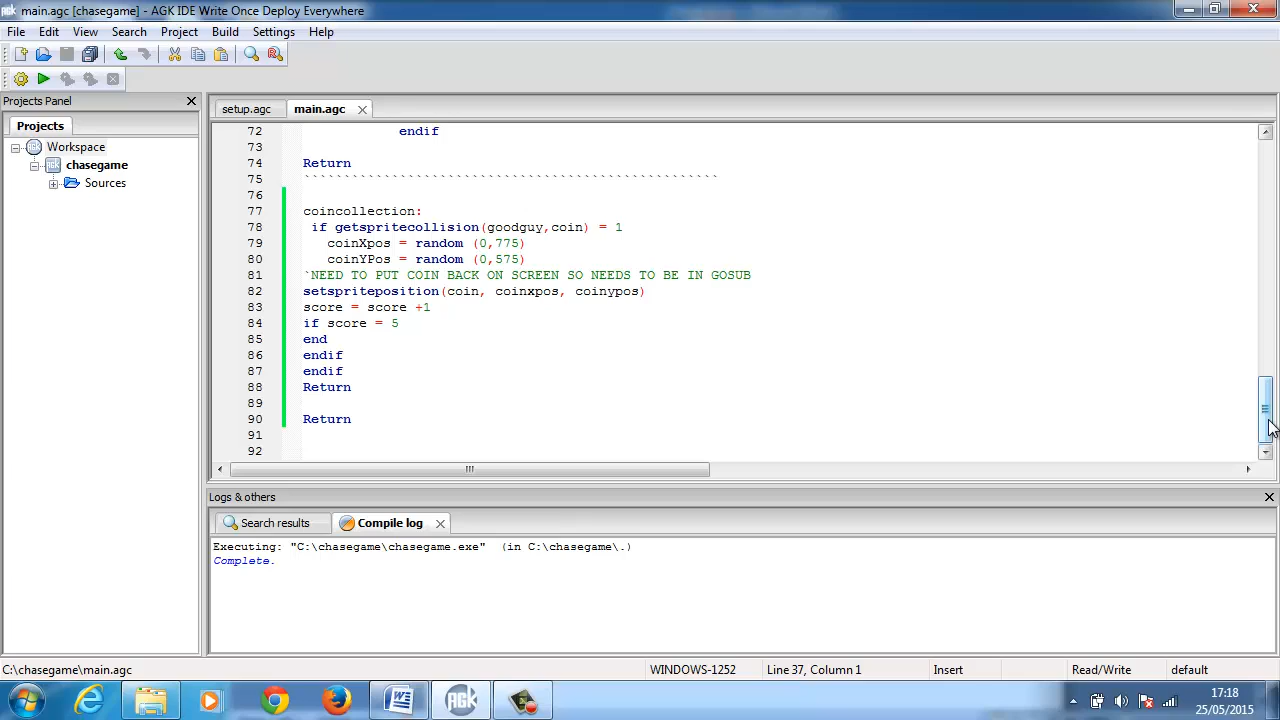 main.agc [chasegame] - AGK IDE Write Once Deploy Everywhere
File Edit View Search Project Build Settings Help
Projects Panel
Projects
Workspace
chasegame
Sources
setup.agc main.agc
72 endif
73
74 Return
75 ````````````````````````````````````````````````````
76
77 coincollection:
78 if getspritecollision(goodguy,coin) = 1
79 coinXpos = random (0,775)
80 coinYPos = random (0,575)
81 `NEED TO PUT COIN BACK ON SCREEN SO NEEDS TO BE IN GOSUB
82 setspriteposition(coin, coinxpos, coinypos)
83 score = score +1
84 if score = 5
85 end
86 endif
87 endif
88 Return
89
90 Return
91
92
Logs & others
Search results Compile log
Executing: "C:\chasegame\chasegame.exe" (in C:\chasegame\.)
Complete.
C:\chasegame\main.agc WINDOWS-1252 Line 37, Column 1 Insert Read/Write default
AGK
17:18
25/05/2015